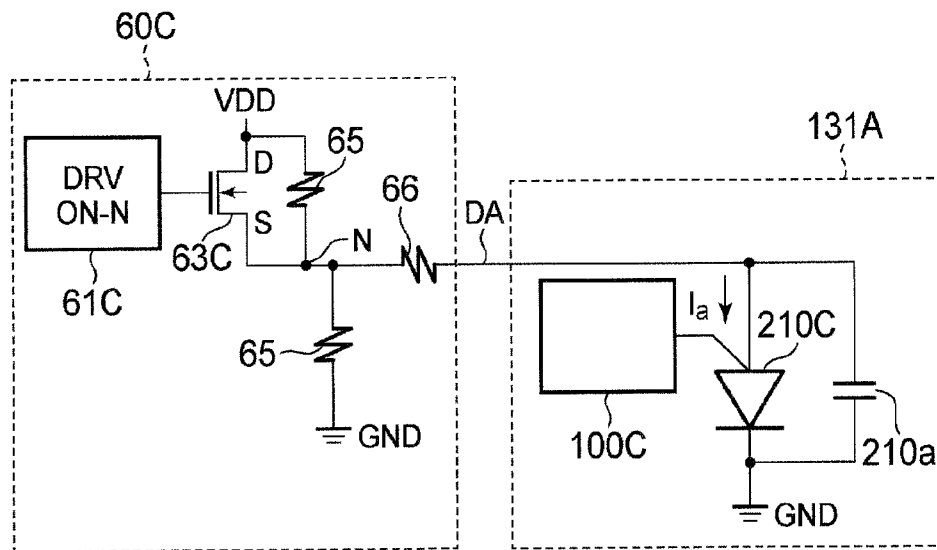 60C
VDD
131A
DRV
ON-N
D
65
66
S
N
DA
63C
61C
Ia
210C
65
GND
100C
210a
GND